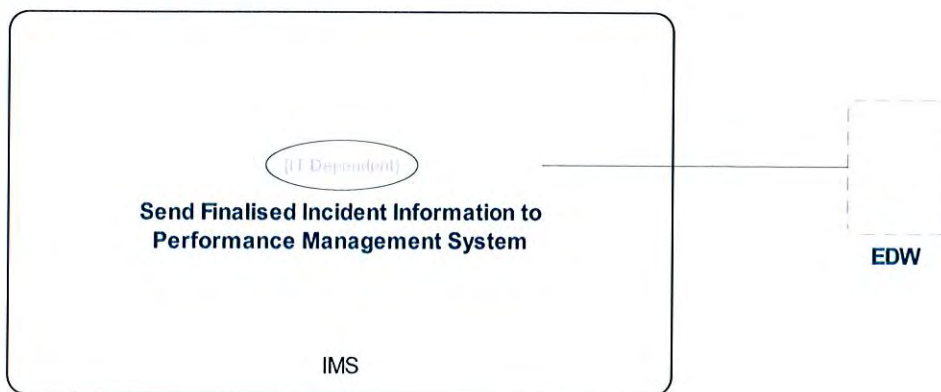 (IT Dependent)
Send Finalised Incident Information to
Performance Management System
EDW
IMS